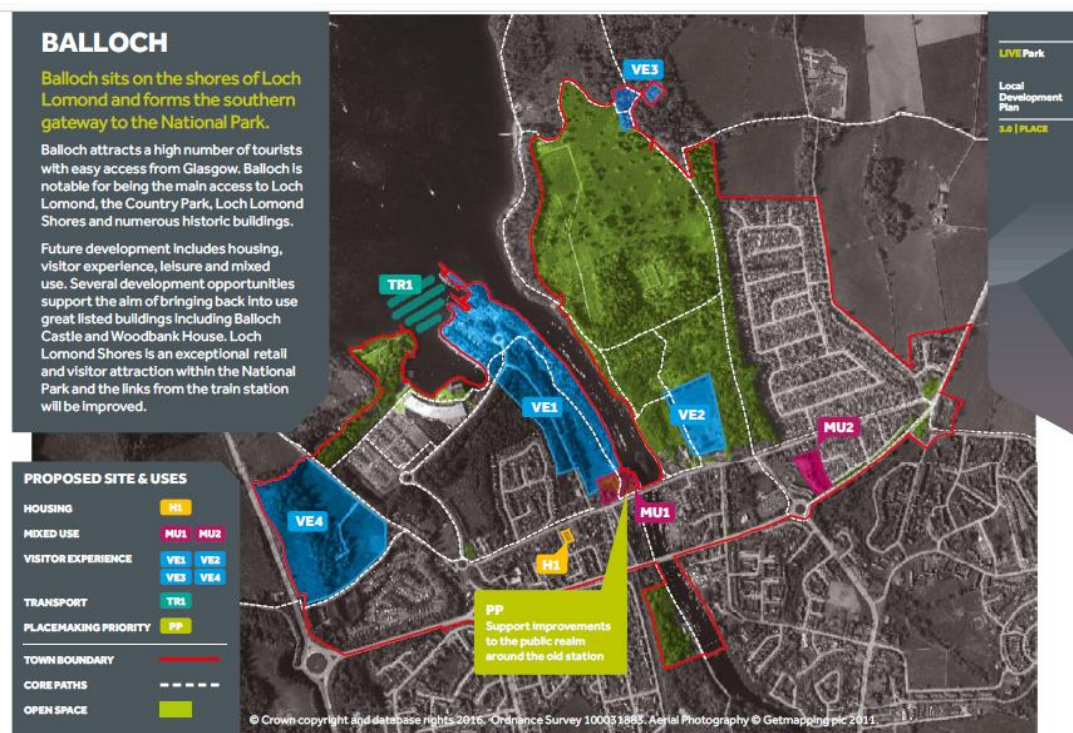 BALLOCH
Balloch sits on the shores of Loch
Lomond and forms the southern
gateway to the National Park.
Balloch attracts a high number of tourists
with easy access from Glasgow. Balloch is
notable for being the main access to Loch
Lomond, the Country Park, Loch Lomond
Shores and numerous historic buildings.
Future development includes housing,
visitor experience, leisure and mixed
use. Several development opportunities
support the aim of bringing back into use
great listed buildings including Balloch
Castle and Woodbank House. Loch
Lomond Shores is an exceptional retail
and visitor attraction within the National
Park and the links from the train station
will be improved.
LIVE Park
Local
Development
Plan
3.0 | PLACE
VE3
TR1
VE1
VE2
MU2
MU1
VE4
H1
PP
Support improvements
to the public realm
around the old station
PROPOSED SITE & USES
HOUSING H1
MIXED USE MU1 MU2
VISITOR EXPERIENCE VE1 VE2
VE3 VE4
TRANSPORT TR1
PLACEMAKING PRIORITY PP
TOWN BOUNDARY
CORE PATHS
OPEN SPACE
© Crown copyright and database rights 2016. Ordnance Survey 100031883. Aerial Photography © Getmapping plc 2011.